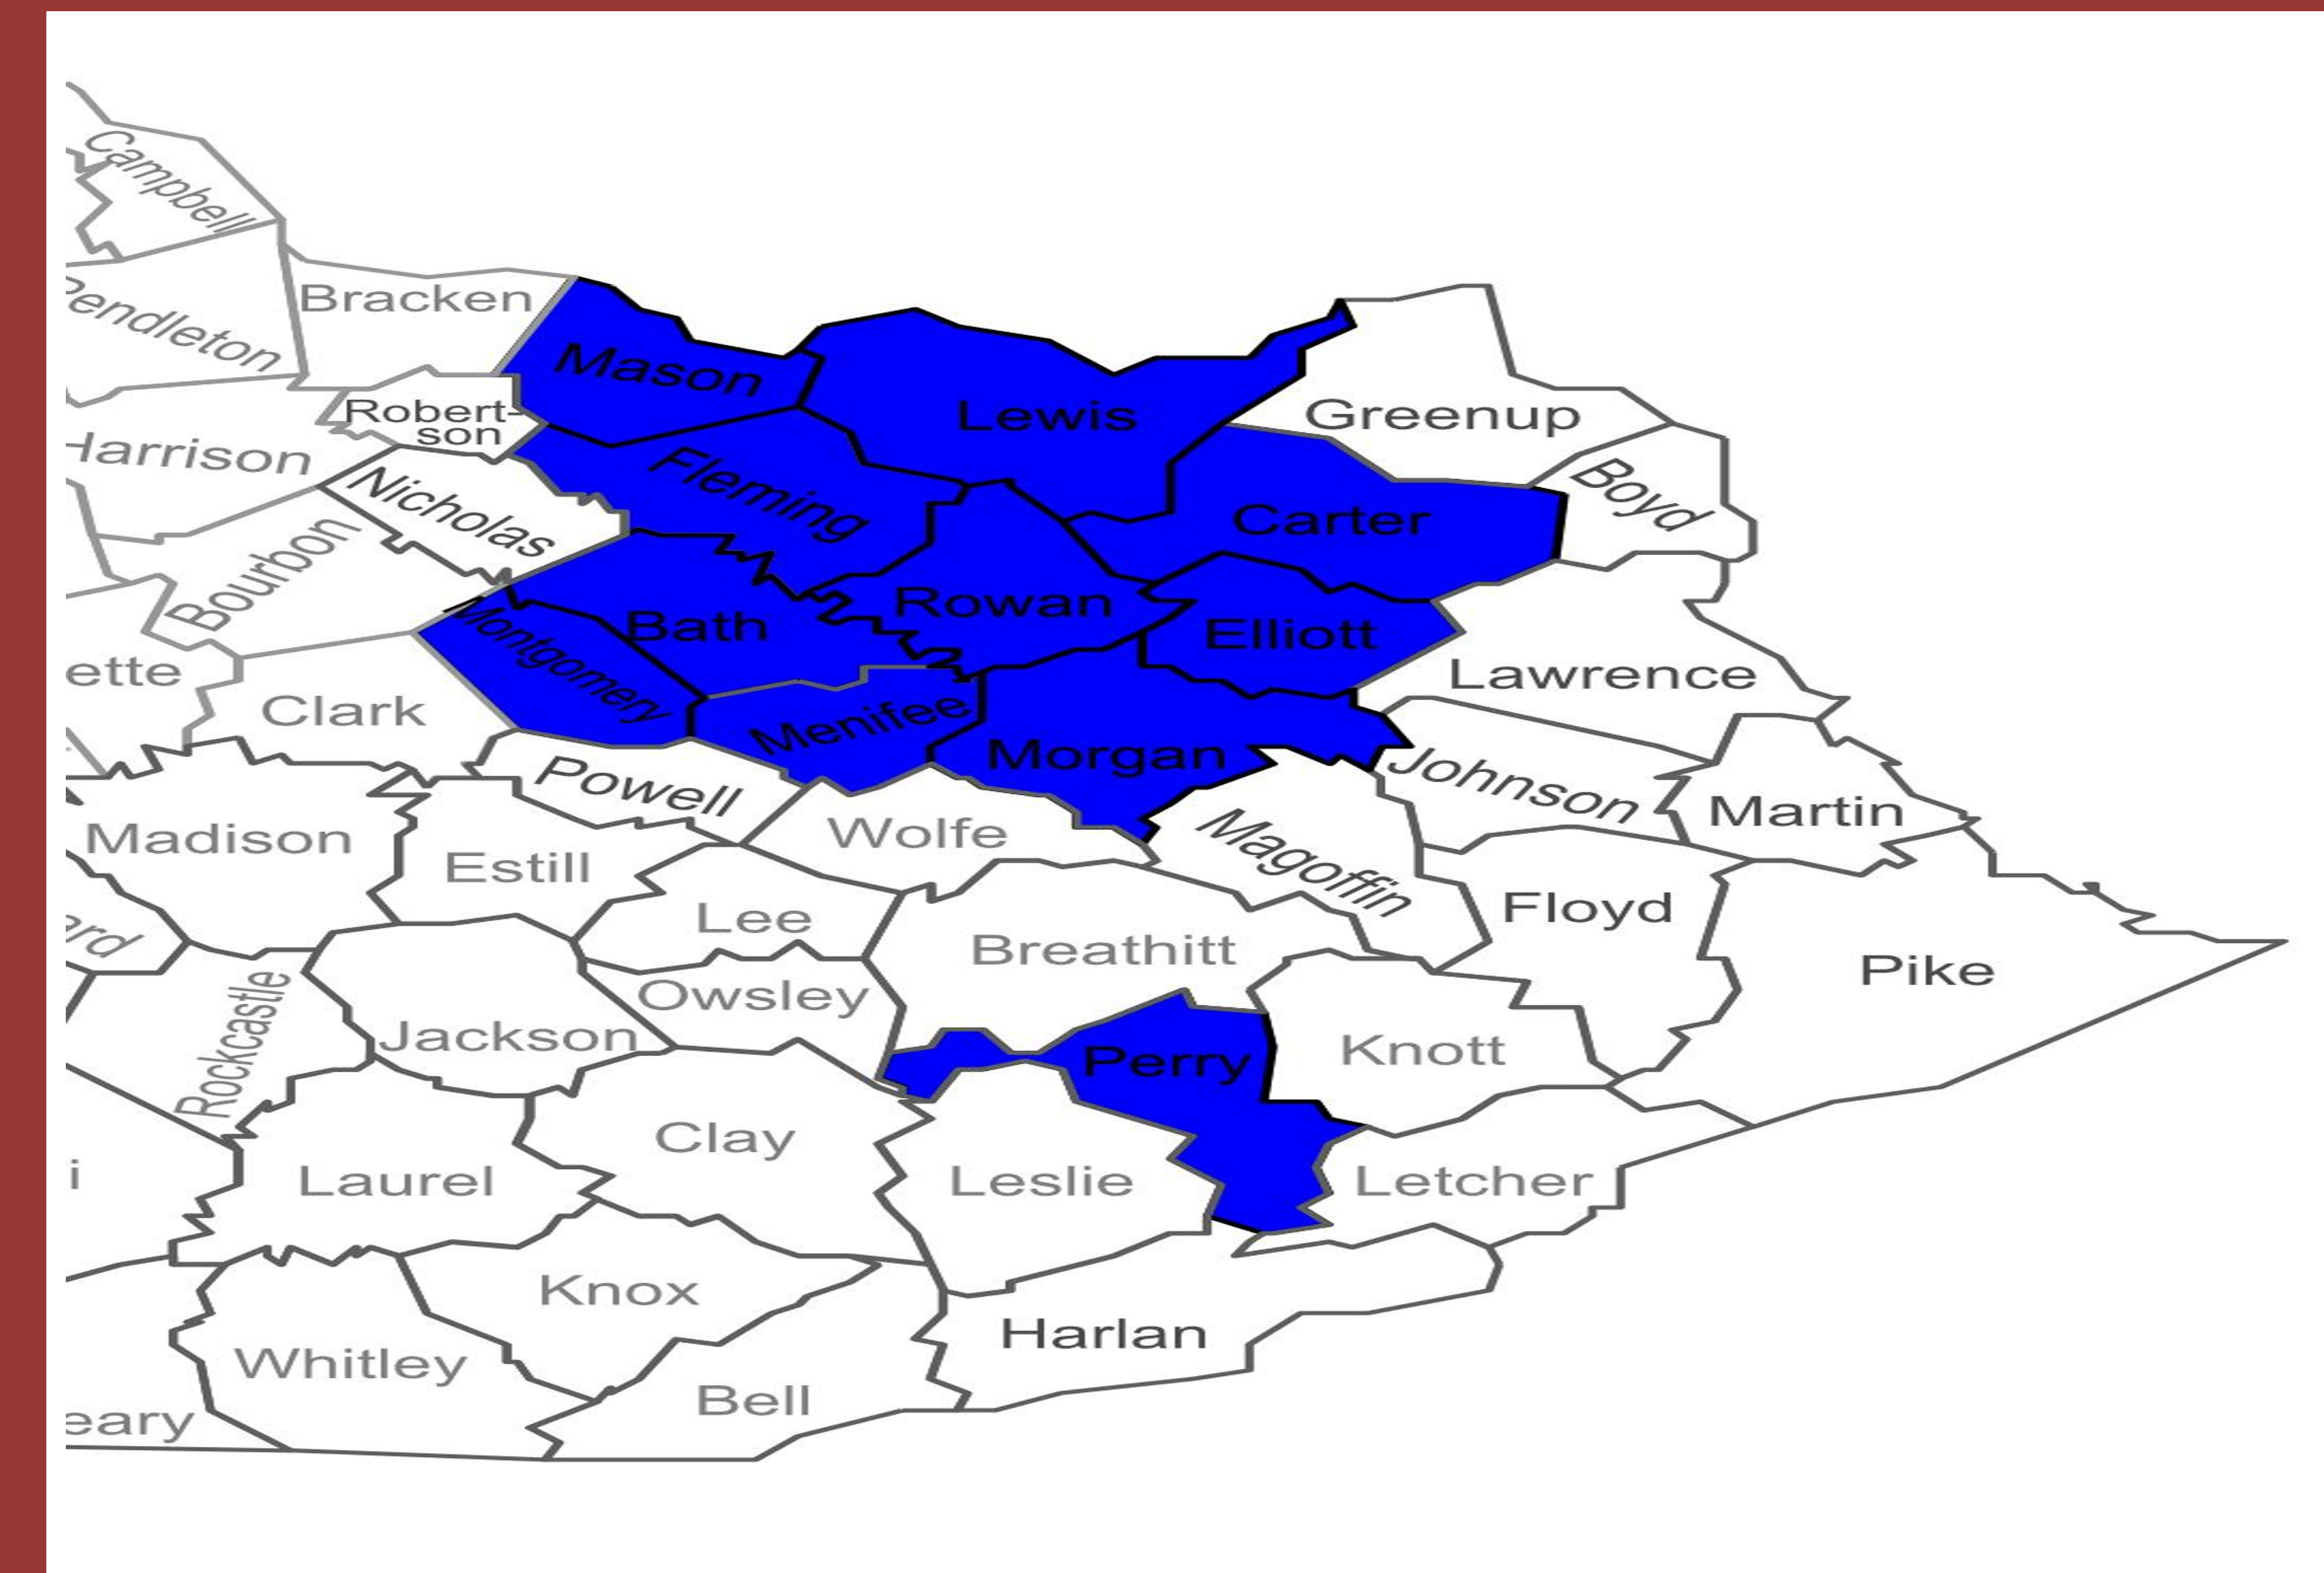 Campbell
Pendleton
Bracken
Mason
Lewis
Greenup
Robert-
son
Harrison
Nicholas
Fleming
Carter
Boyd
Bourbon
Bath
Rowan
Elliott
Montgomery
Lawrence
ette
Clark
Menifee
Morgan
Powell
Johnson
Martin
Madison
Estill
Wolfe
Magoffin
Lee
Floyd
ard
Breathitt
Pike
Owsley
Rockcastle
Jackson
Perry
Knott
Clay
i
Laurel
Leslie
Letcher
Knox
Harlan
Whitley
Bell
eary